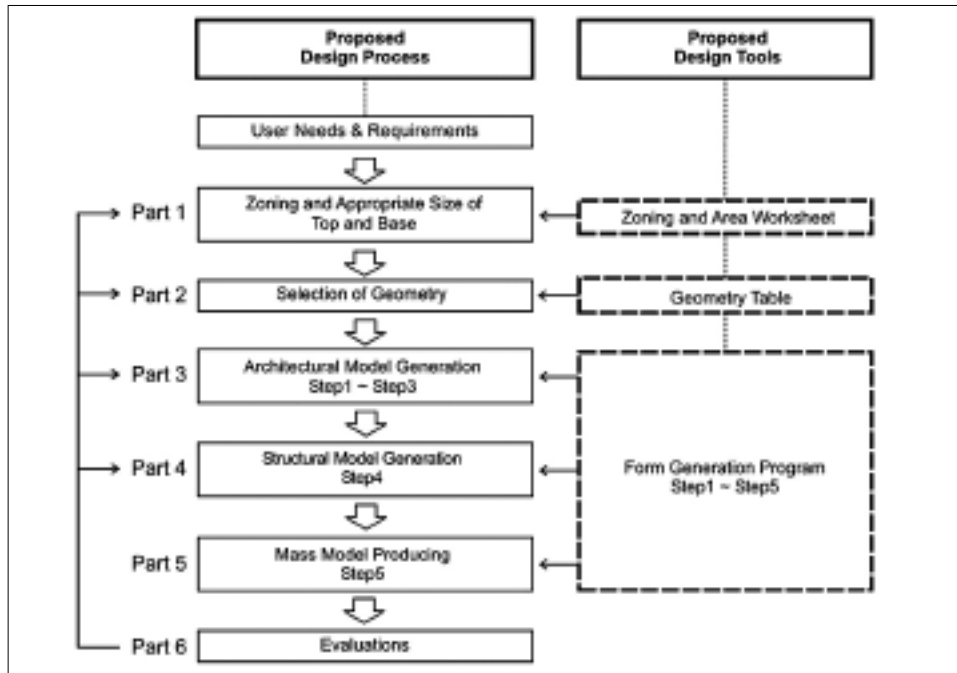 Proposed
Design Process
Proposed
Design Tools
User Needs & Requirements
Part 1
Zoning and Appropriate Size of
Top and Base
Zoning and Area Worksheet
Part 2
Selection of Geometry
Geometry Table
Part 3
Architectural Model Generation
Step1 ~ Step3
Part 4
Structural Model Generation
Step4
Form Generation Program
Step1 ~ Step5
Part 5
Mass Model Producing
Step5
Part 6
Evaluations